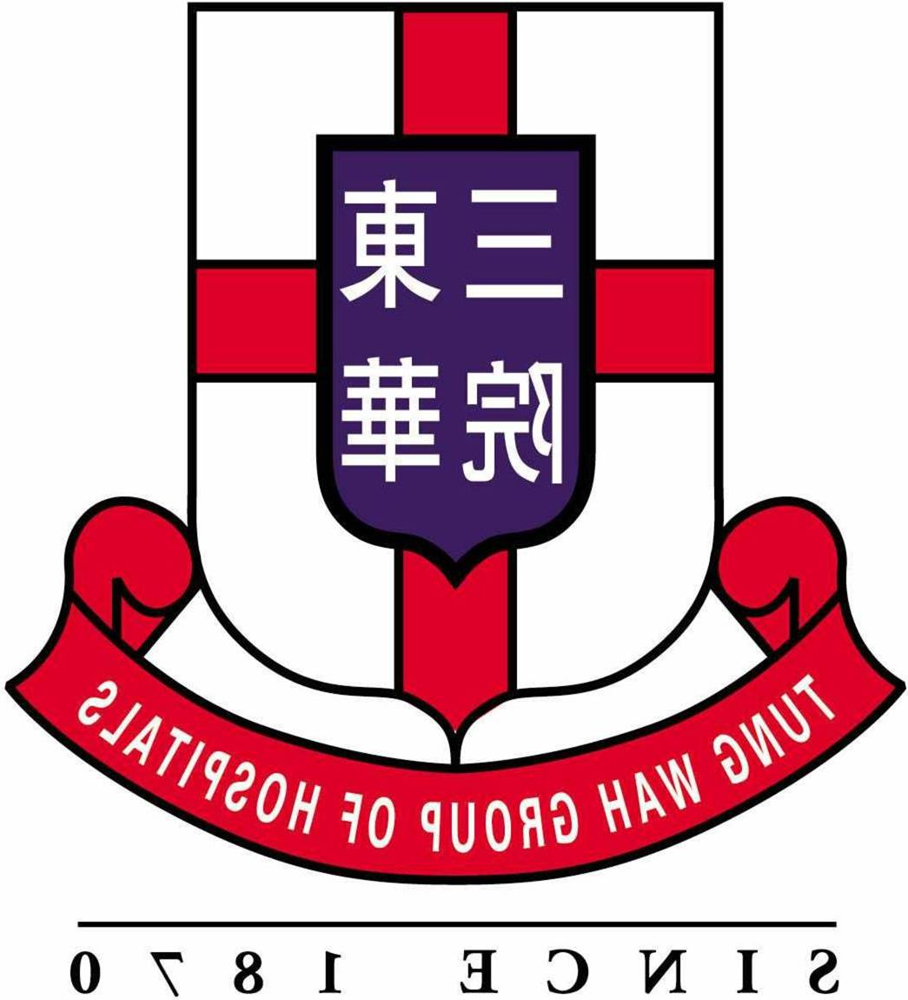 東華
三院
TUNG WAH GROUP OF HOSPITALS
SINCE 1870